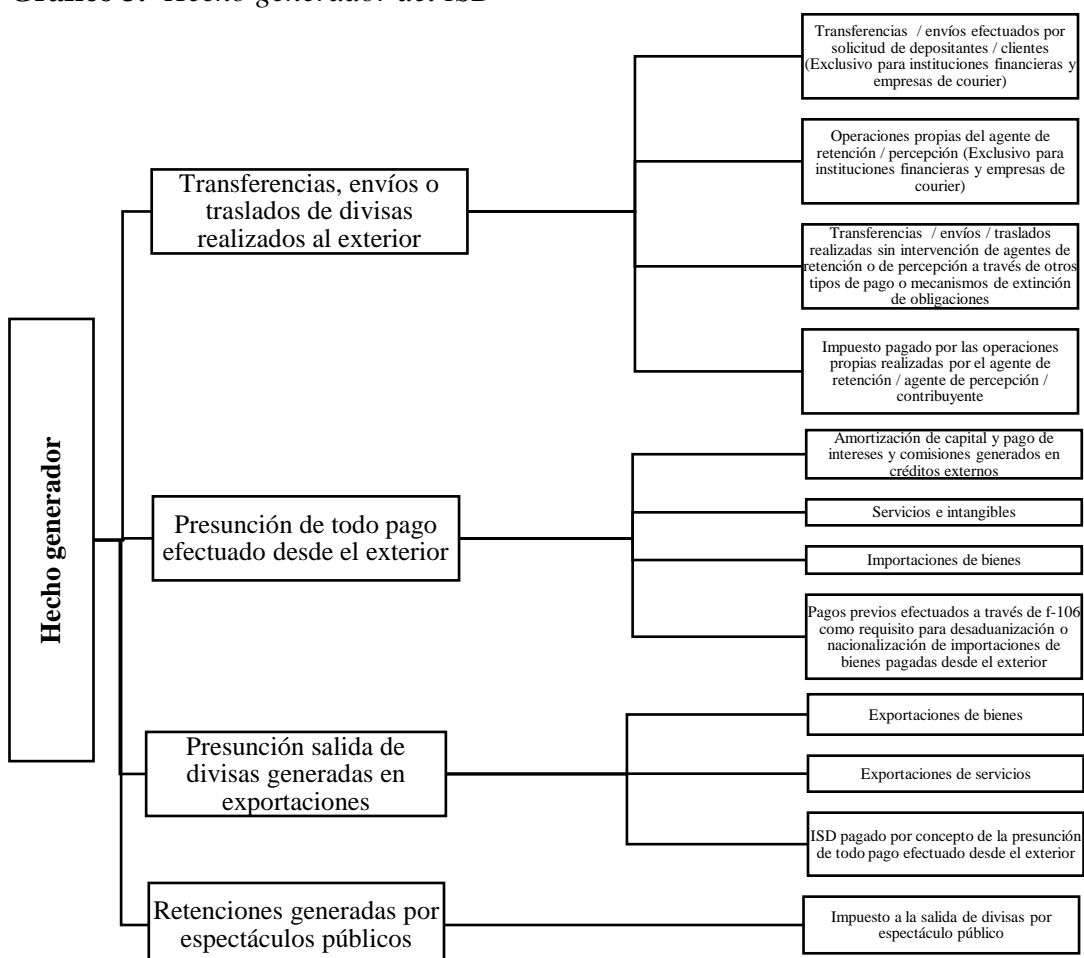 Gráfico 3. Hecho generador del ISD
Hecho generador
Transferencias, envíos o
traslados de divisas
realizados al exterior
Transferencias / envíos efectuados por
solicitud de depositantes / clientes
(Exclusivo para instituciones financieras y
empresas de courier)
Operaciones propias del agente de
retención / percepción (Exclusivo para
instituciones financieras y empresas de
courier)
Transferencias / envíos / traslados
realizadas sin intervención de agentes de
retención o de percepción a través de otros
tipos de pago o mecanismos de extinción
de obligaciones
Impuesto pagado por las operaciones
propias realizadas por el agente de
retención / agente de percepción /
contribuyente
Presunción de todo pago
efectuado desde el exterior
Amortización de capital y pago de
intereses y comisiones generados en
créditos externos
Servicios e intangibles
Importaciones de bienes
Pagos previos efectuados a través de f-106
como requisito para desaduanización o
nacionalización de importaciones de
bienes pagadas desde el exterior
Presunción salida de
divisas generadas en
exportaciones
Exportaciones de bienes
Exportaciones de servicios
ISD pagado por concepto de la presunción
de todo pago efectuado desde el exterior
Retenciones generadas por
espectáculos públicos
Impuesto a la salida de divisas por
espectáculo público